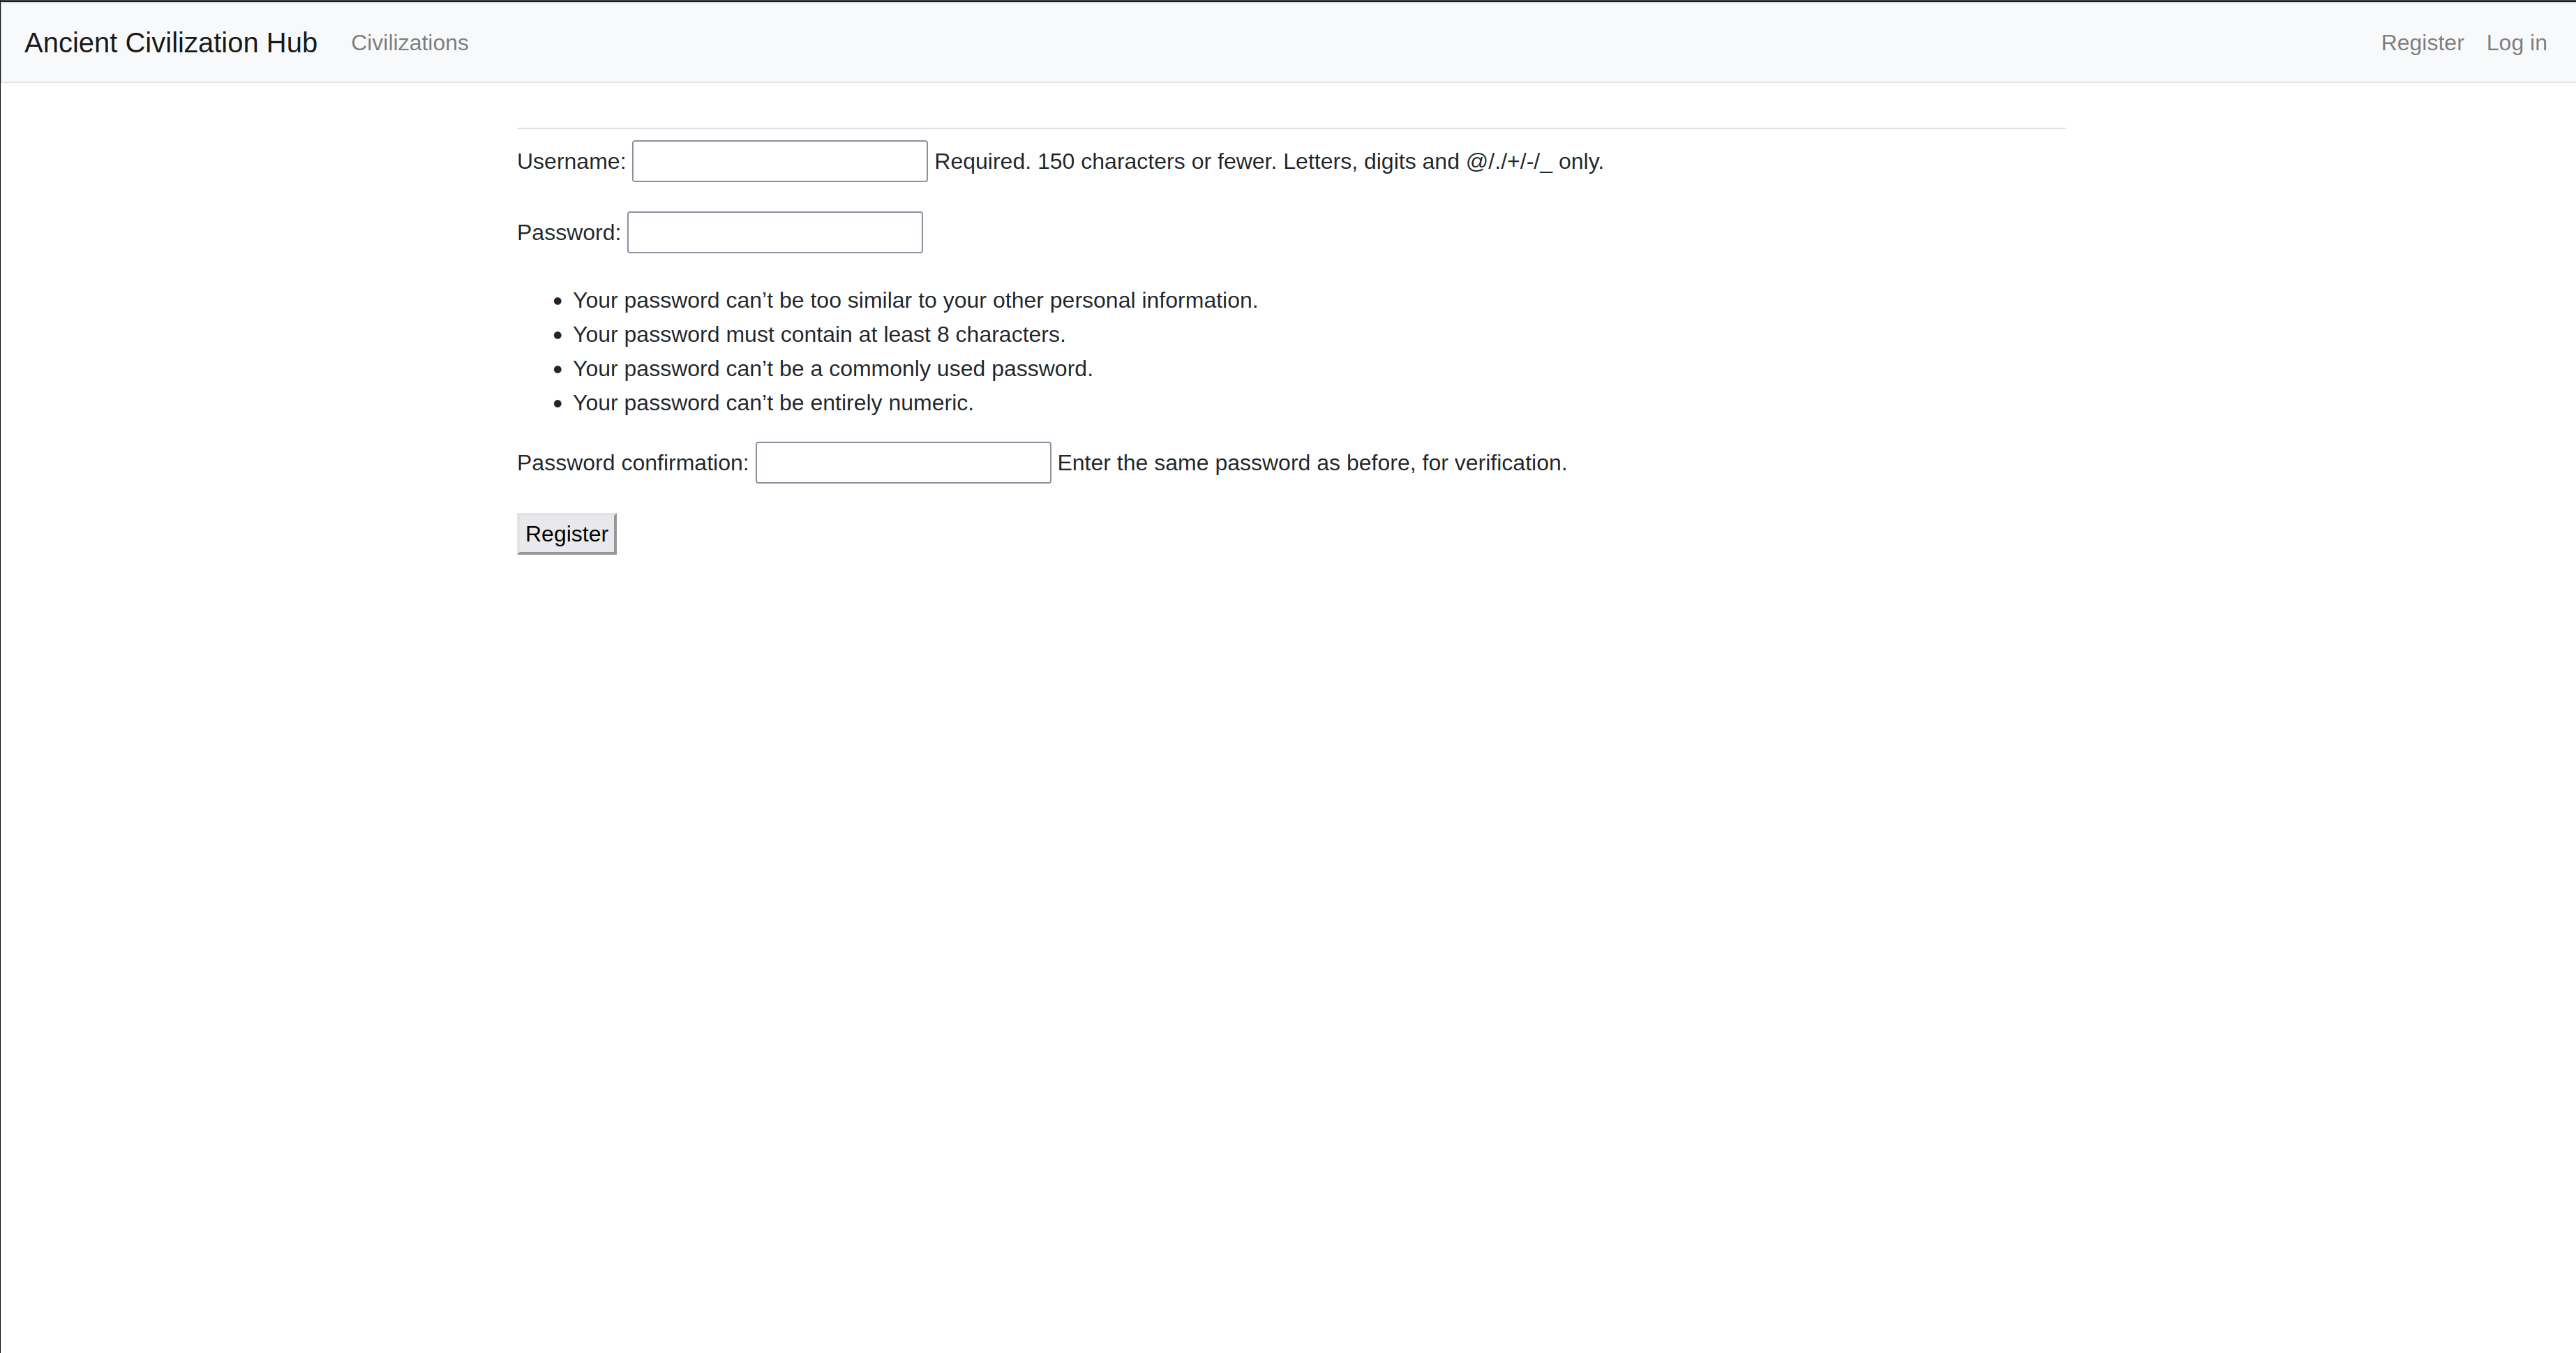 Ancient Civilization Hub Civilizations Register Log in
Username: Required. 150 characters or fewer. Letters, digits and @/./+/-/_ only.
Password:
Your password can’t be too similar to your other personal information.
Your password must contain at least 8 characters.
Your password can’t be a commonly used password.
Your password can’t be entirely numeric.
Password confirmation: Enter the same password as before, for verification.
Register